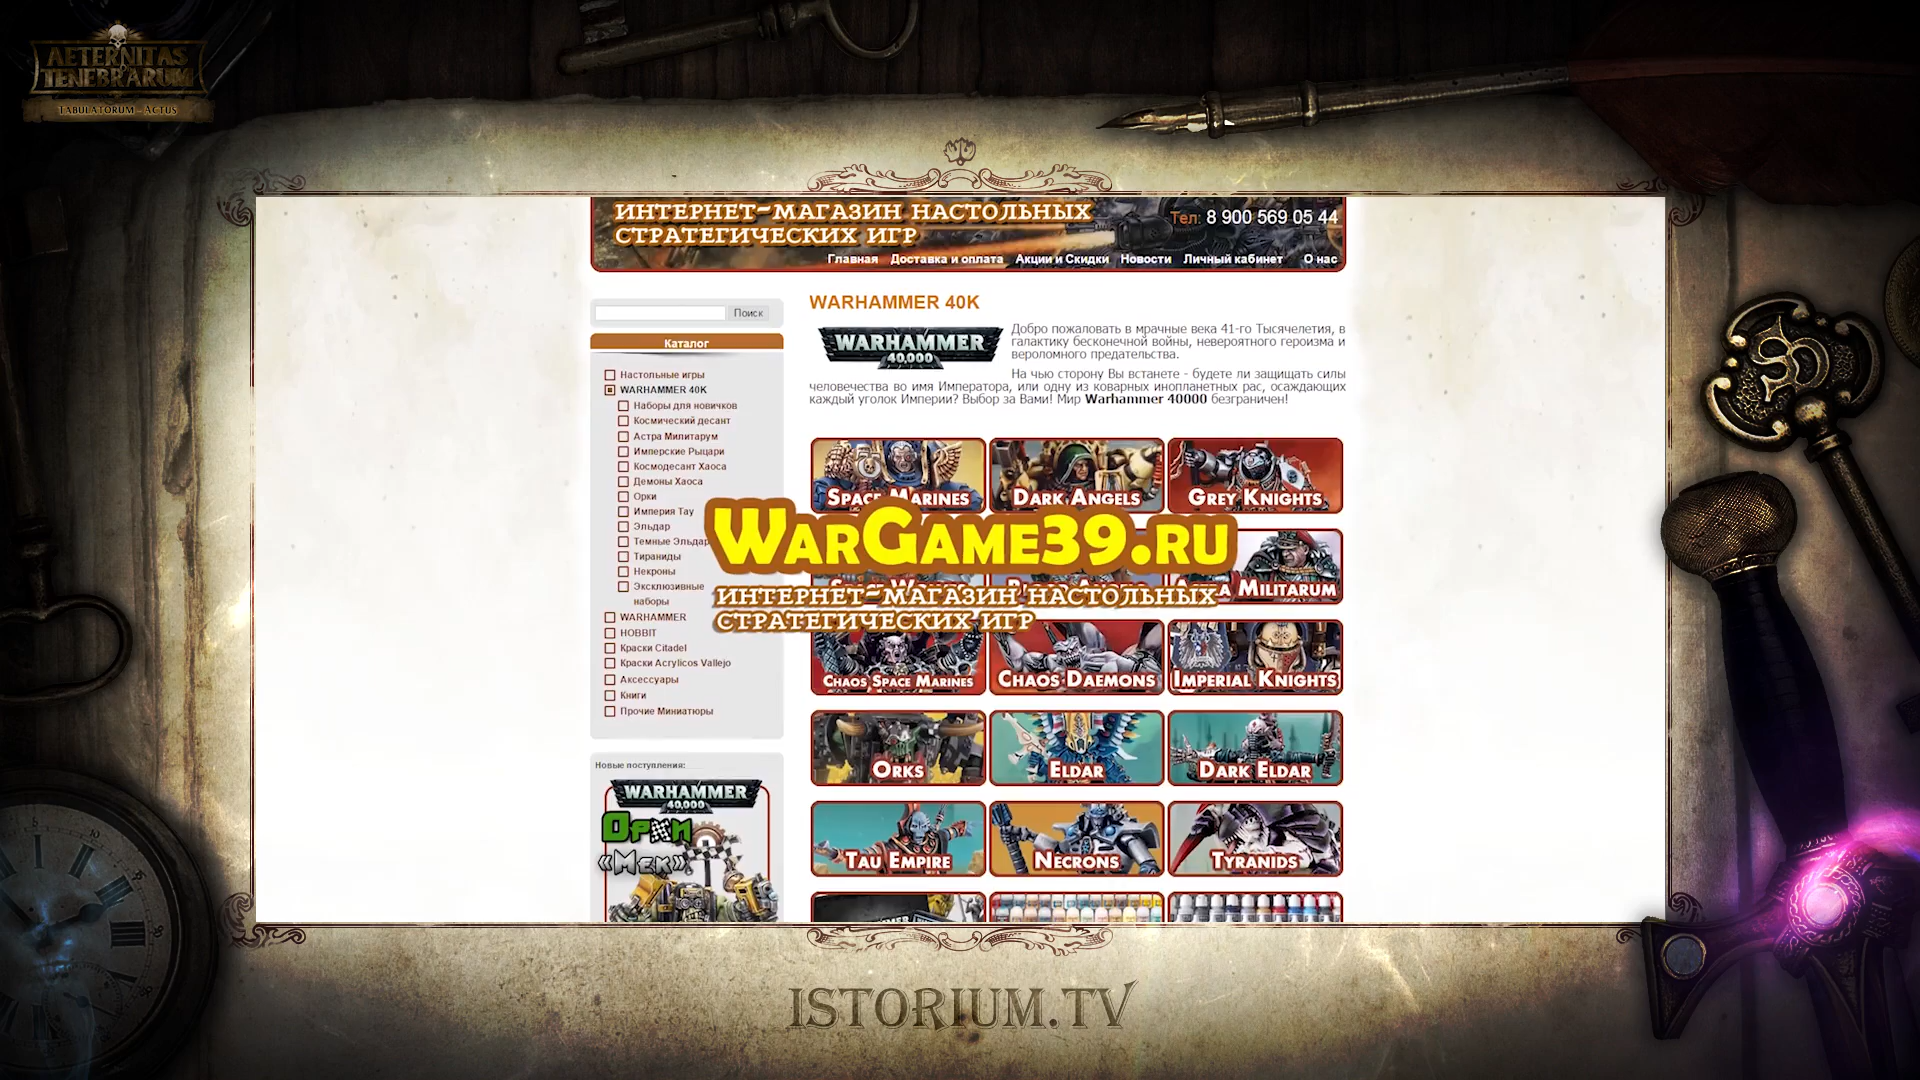 AETERNITAS
TENEBRARUM
TABULATORUM - ACTUS
ИНТЕРНЕТ-МАГАЗИН НАСТОЛЬНЫХ
СТРАТЕГИЧЕСКИХ ИГР
Тел: 8 900 569 05 44
Главная Доставка и оплата Акции и Скидки Новости Личный кабинет О нас
Поиск
Каталог
Настольные игры
WARHAMMER 40K
Наборы для новичков
Космический десант
Астра Милитарум
Имперские Рыцари
Космодесант Хаоса
Демоны Хаоса
Орки
Империя Тау
Эльдар
Темные Эльдар
Тираниды
Некроны
Эксклюзивные
наборы
WARHAMMER
HOBBIT
Краски Citadel
Краски Acrylicos Vallejo
Аксессуары
Книги
Прочие Миниатюры
Новые поступления:
WARHAMMER
40,000
Орки
«Мек»
WARHAMMER 40K
WARHAMMER
40,000
Добро пожаловать в мрачные века 41-го Тысячелетия, в
галактику бесконечной войны, невероятного героизма и
вероломного предательства.
На чью сторону Вы встанете - будете ли защищать силы
человечества во имя Императора, или одну из коварных инопланетных рас, осаждающих
каждый уголок Империи? Выбор за Вами! Мир Warhammer 40000 безграничен!
SPACE MARINES
DARK ANGELS
GREY KNIGHTS
WARGAME39.RU
ИНТЕРНЕТ-МАГАЗИН НАСТОЛЬНЫХ
СТРАТЕГИЧЕСКИХ ИГР
MILITARUM
CHAOS SPACE MARINES
CHAOS DAEMONS
IMPERIAL KNIGHTS
ORKS
ELDAR
DARK ELDAR
TAU EMPIRE
NECRONS
TYRANIDS
ISTORIUM.TV